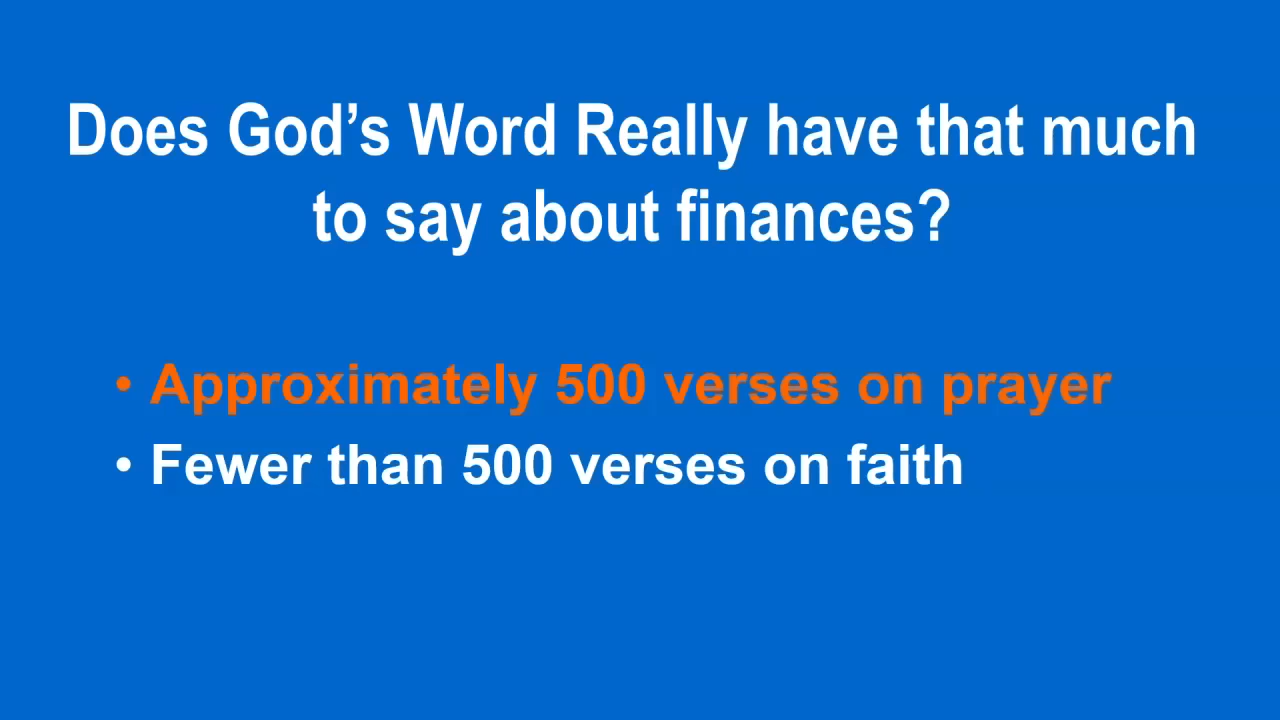 Does God’s Word Really have that much
to say about finances?
• Approximately 500 verses on prayer
• Fewer than 500 verses on faith